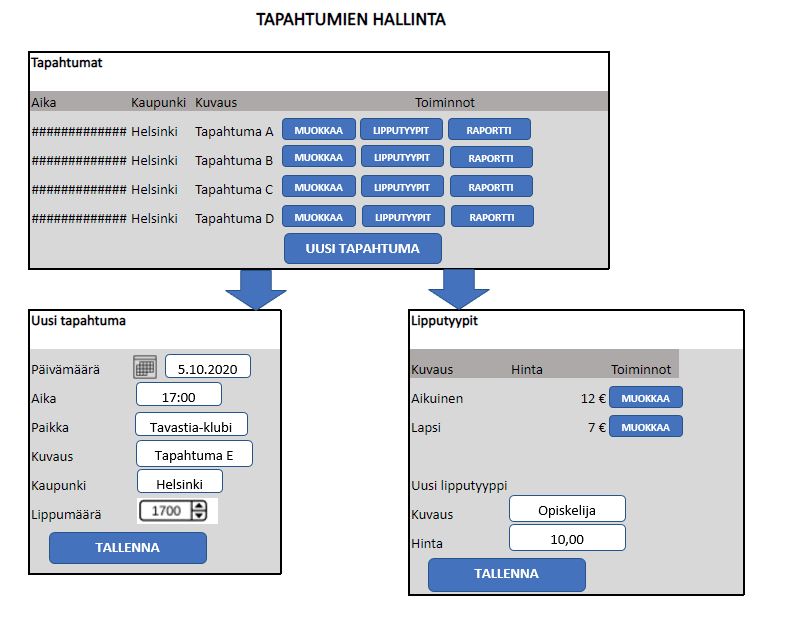 TAPAHTUMIEN HALLINTA
Tapahtumat
Aika Kaupunki Kuvaus Toiminnot
############# Helsinki Tapahtuma A MUOKKAA LIPPUTYYPIT RAPORTTI
############# Helsinki Tapahtuma B MUOKKAA LIPPUTYYPIT RAPORTTI
############# Helsinki Tapahtuma C MUOKKAA LIPPUTYYPIT RAPORTTI
############# Helsinki Tapahtuma D MUOKKAA LIPPUTYYPIT RAPORTTI
UUSI TAPAHTUMA
Uusi tapahtuma
Päivämäärä 5.10.2020
Aika 17:00
Paikka Tavastia-klubi
Kuvaus Tapahtuma E
Kaupunki Helsinki
Lippumäärä 1700
TALLENNA
Lipputyypit
Kuvaus Hinta Toiminnot
Aikuinen 12 € MUOKKAA
Lapsi 7 € MUOKKAA
Uusi lipputyyppi
Kuvaus Opiskelija
Hinta 10,00
TALLENNA